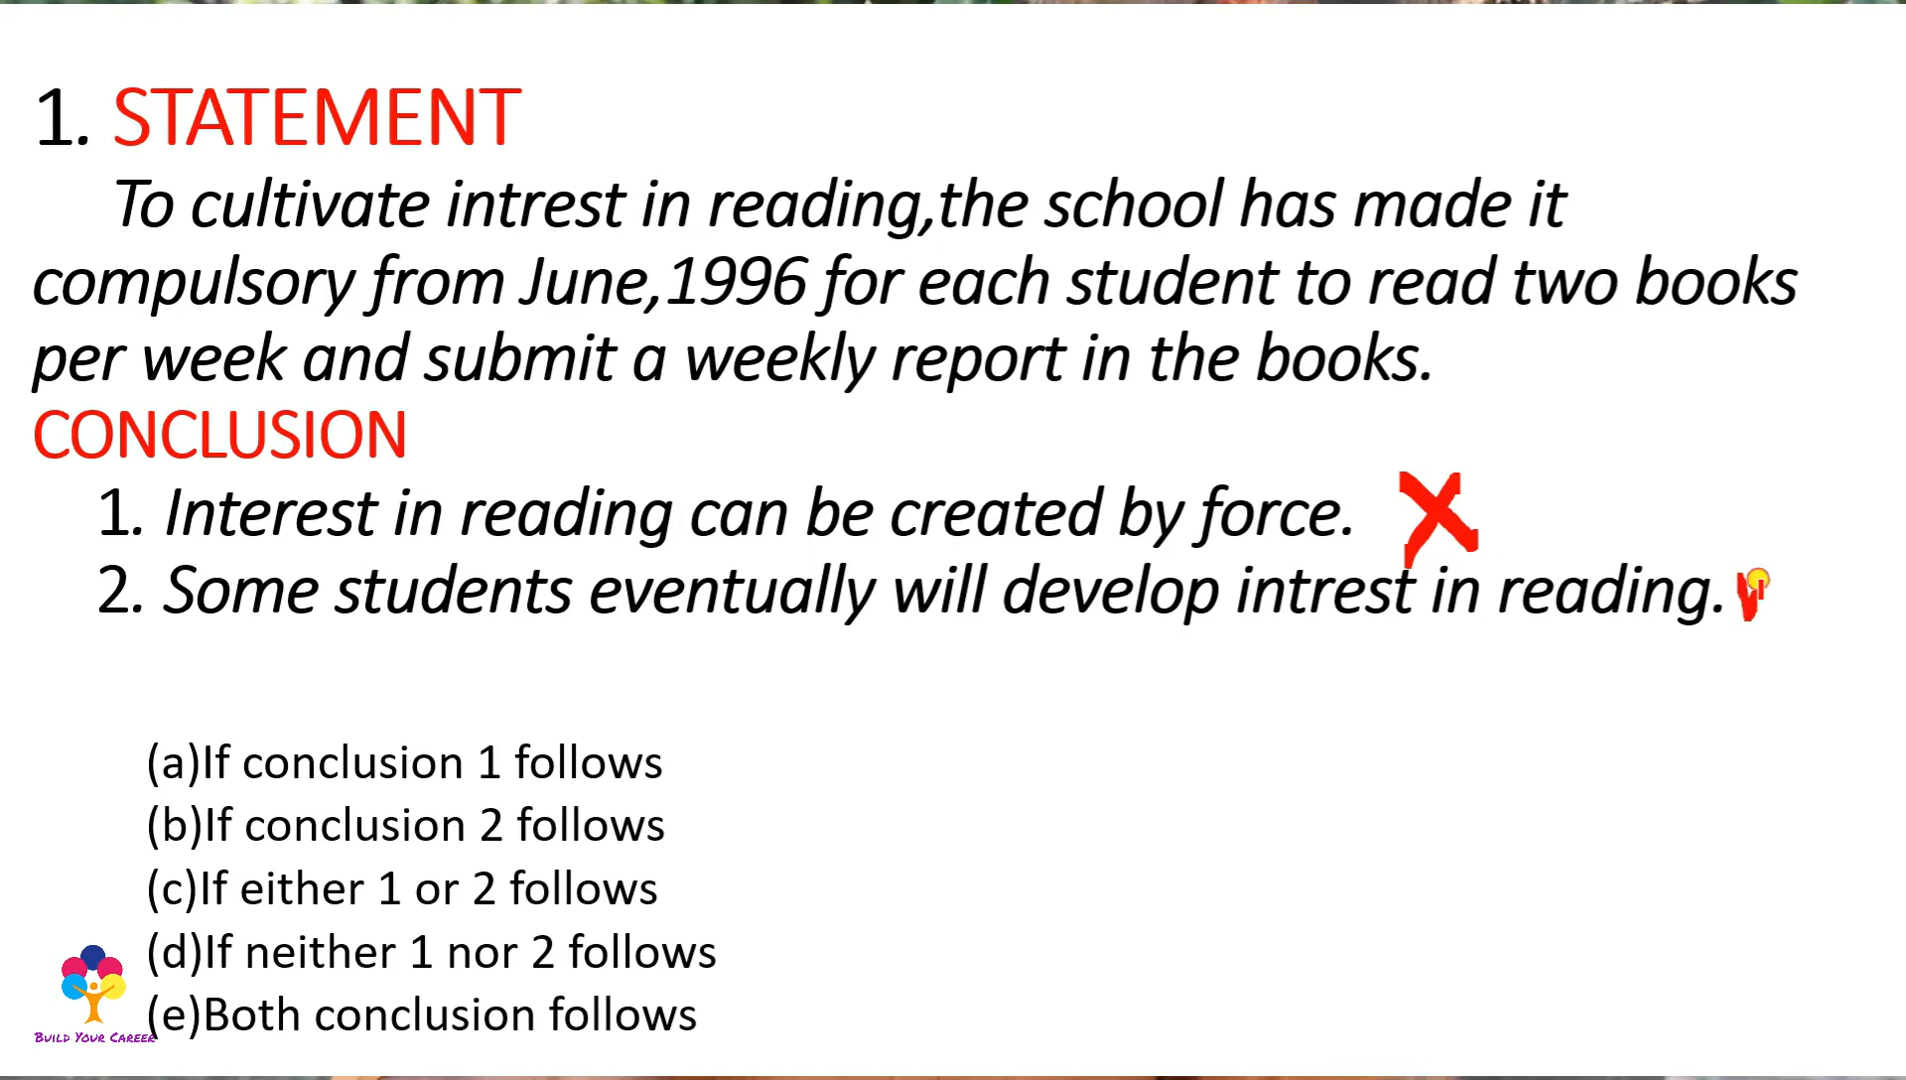 1. STATEMENT
To cultivate intrest in reading,the school has made it
compulsory from June,1996 for each student to read two books
per week and submit a weekly report in the books.
CONCLUSION
1. Interest in reading can be created by force.
2. Some students eventually will develop intrest in reading.
(a)If conclusion 1 follows
(b)If conclusion 2 follows
(c)If either 1 or 2 follows
(d)If neither 1 nor 2 follows
(e)Both conclusion follows
BUILD YOUR CAREER